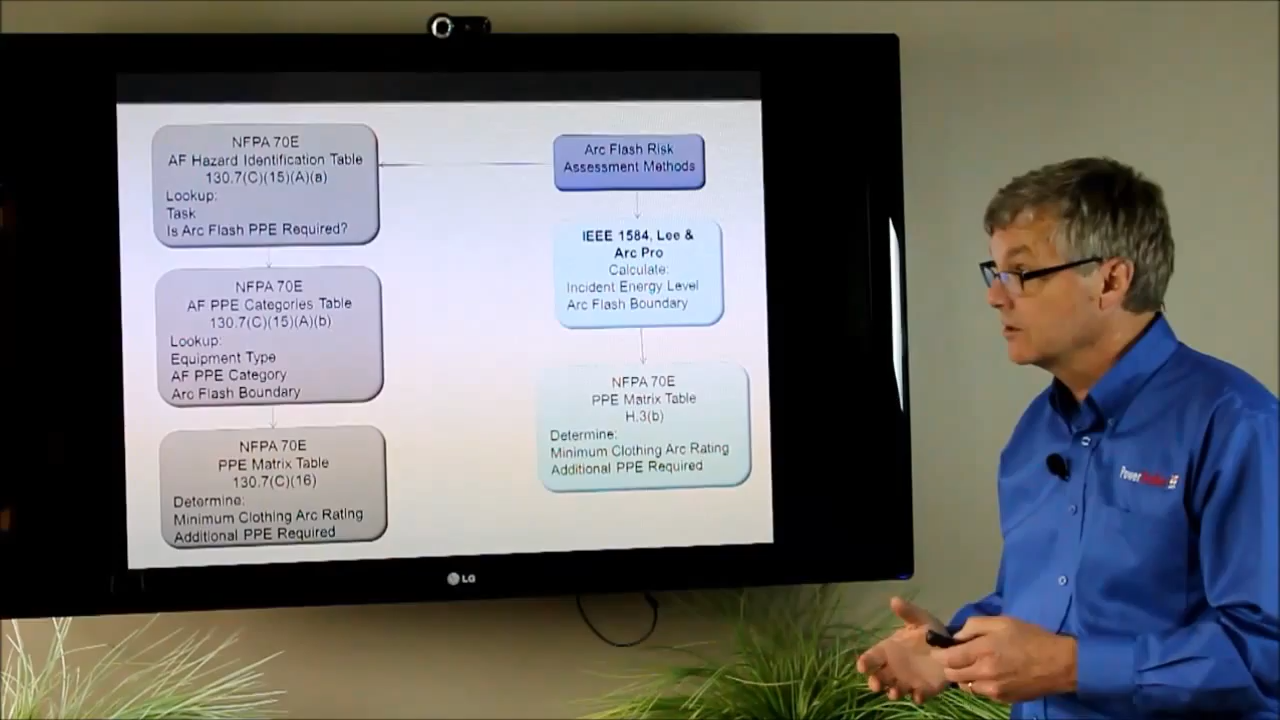 NFPA 70E
AF Hazard Identification Table
130.7(C)(15)(A)(a)
Lookup:
Task
Is Arc Flash PPE Required?
NFPA 70E
AF PPE Categories Table
130.7(C)(15)(A)(b)
Lookup:
Equipment Type
AF PPE Category
Arc Flash Boundary
NFPA 70E
PPE Matrix Table
130.7(C)(16)
Determine:
Minimum Clothing Arc Rating
Additional PPE Required
Arc Flash Risk
Assessment Methods
IEEE 1584, Lee &
Arc Pro
Calculate:
Incident Energy Level
Arc Flash Boundary
NFPA 70E
PPE Matrix Table
H.3(b)
Determine:
Minimum Clothing Arc Rating
Additional PPE Required
LG
Power